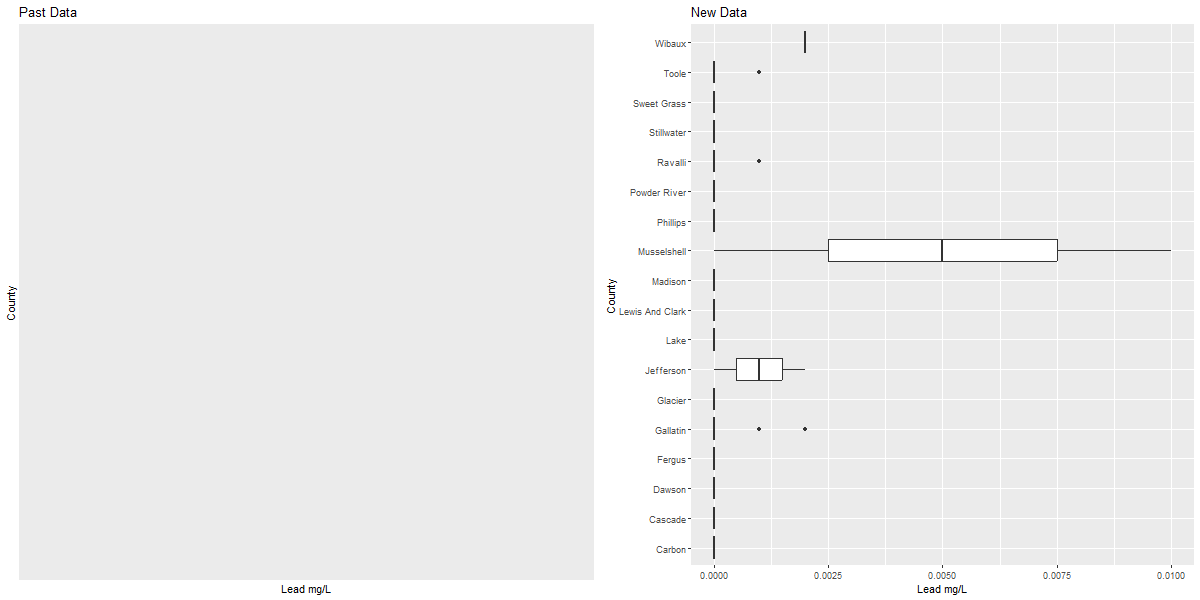 Past Data
County
Lead mg/L
New Data
County
Wibaux
Toole
Sweet Grass
Stillwater
Ravalli
Powder River
Phillips
Musselshell
Madison
Lewis And Clark
Lake
Jefferson
Glacier
Gallatin
Fergus
Dawson
Cascade
Carbon
0.0000 0.0025 0.0050 0.0075 0.0100
Lead mg/L